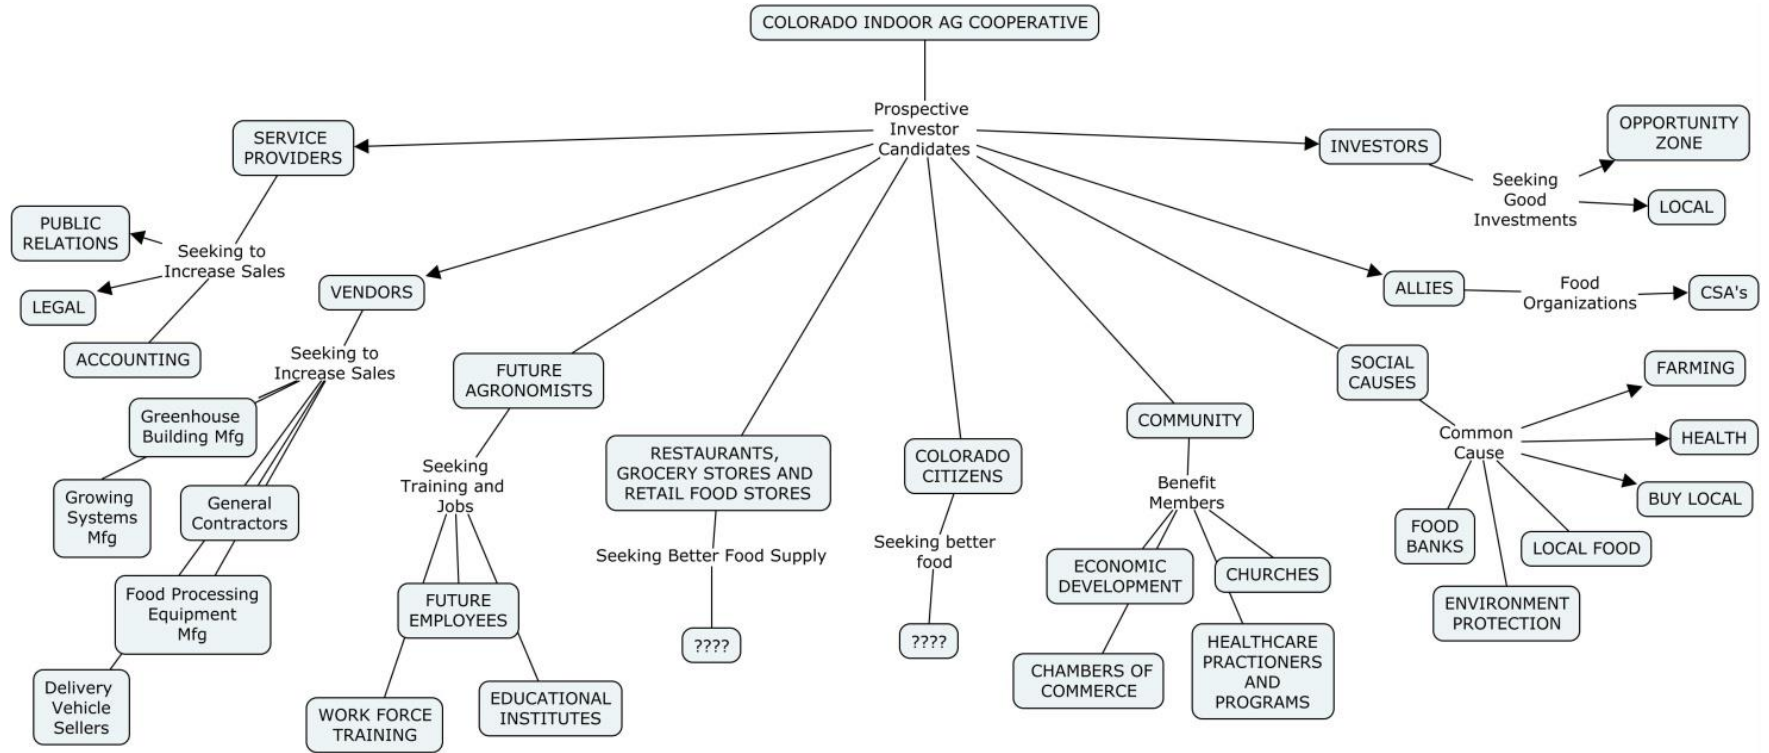 COLORADO INDOOR AG COOPERATIVE
Prospective
Investor
Candidates
SERVICE
PROVIDERS
INVESTORS
OPPORTUNITY
ZONE
Seeking
Good
Investments
LOCAL
PUBLIC
RELATIONS
Seeking to
Increase Sales
LEGAL
ACCOUNTING
VENDORS
ALLIES
Food
Organizations
CSA's
Seeking to
Increase Sales
Greenhouse
Building Mfg
Growing
Systems
Mfg
General
Contractors
Food Processing
Equipment
Mfg
Delivery
Vehicle
Sellers
FUTURE
AGRONOMISTS
Seeking
Training and
Jobs
FUTURE
EMPLOYEES
WORK FORCE
TRAINING
EDUCATIONAL
INSTITUTES
RESTAURANTS,
GROCERY STORES AND
RETAIL FOOD STORES
Seeking Better Food Supply
????
COLORADO
CITIZENS
Seeking better
food
????
COMMUNITY
Benefit
Members
ECONOMIC
DEVELOPMENT
CHURCHES
CHAMBERS OF
COMMERCE
HEALTHCARE
PRACTIONERS
AND
PROGRAMS
SOCIAL
CAUSES
Common
Cause
FARMING
HEALTH
BUY LOCAL
FOOD
BANKS
LOCAL FOOD
ENVIRONMENT
PROTECTION